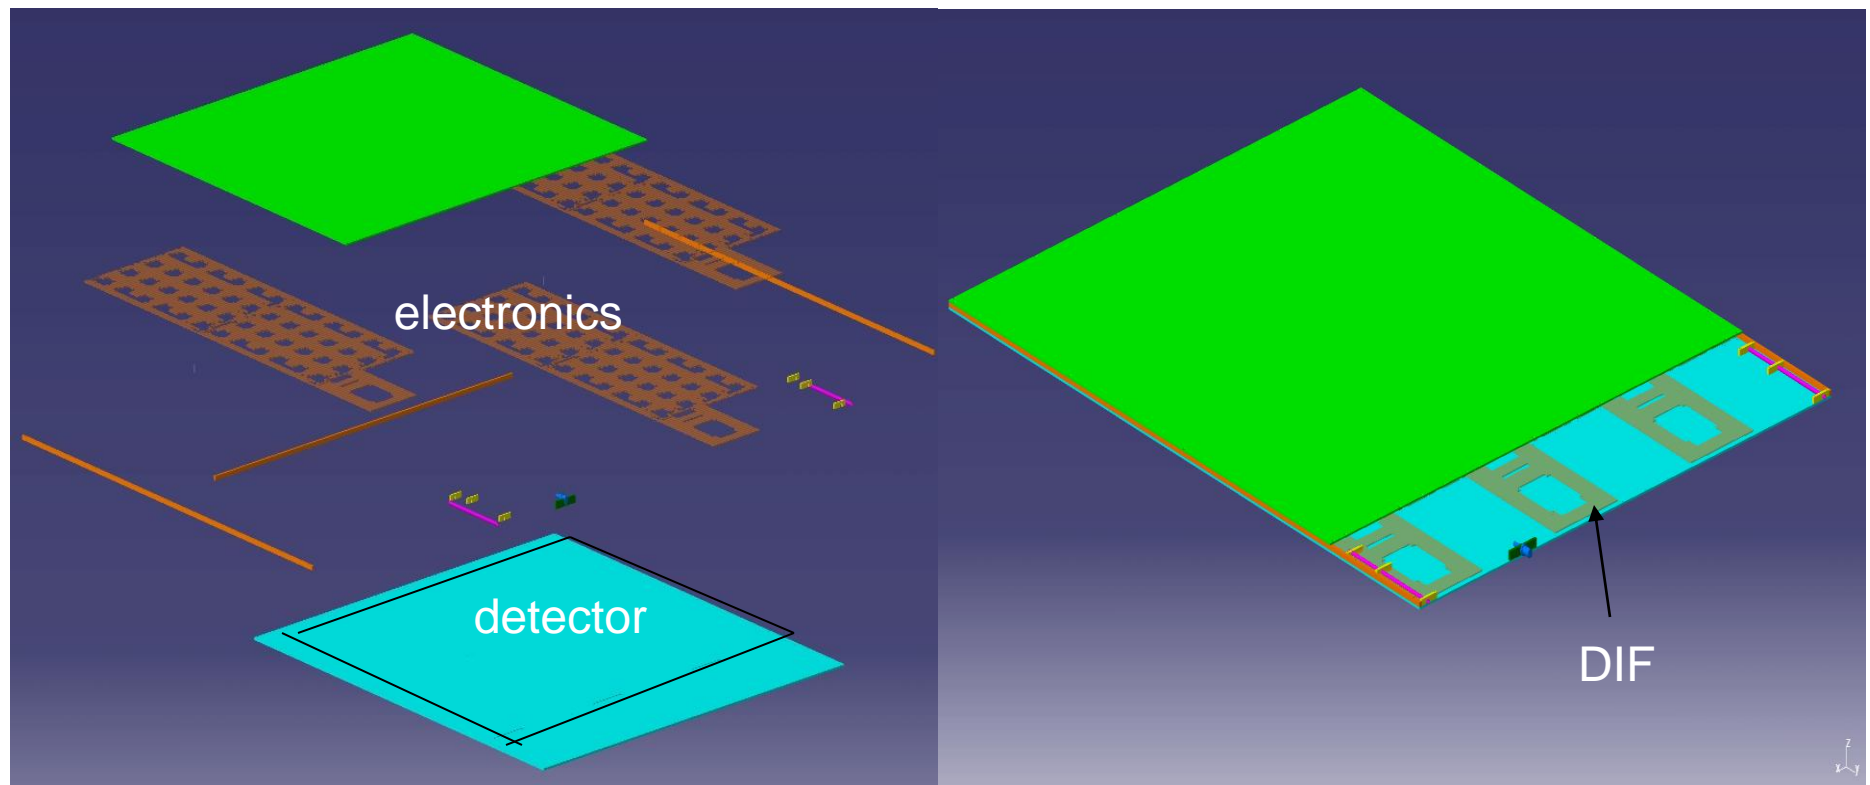 electronics
detector
DIF
Z
X
Y